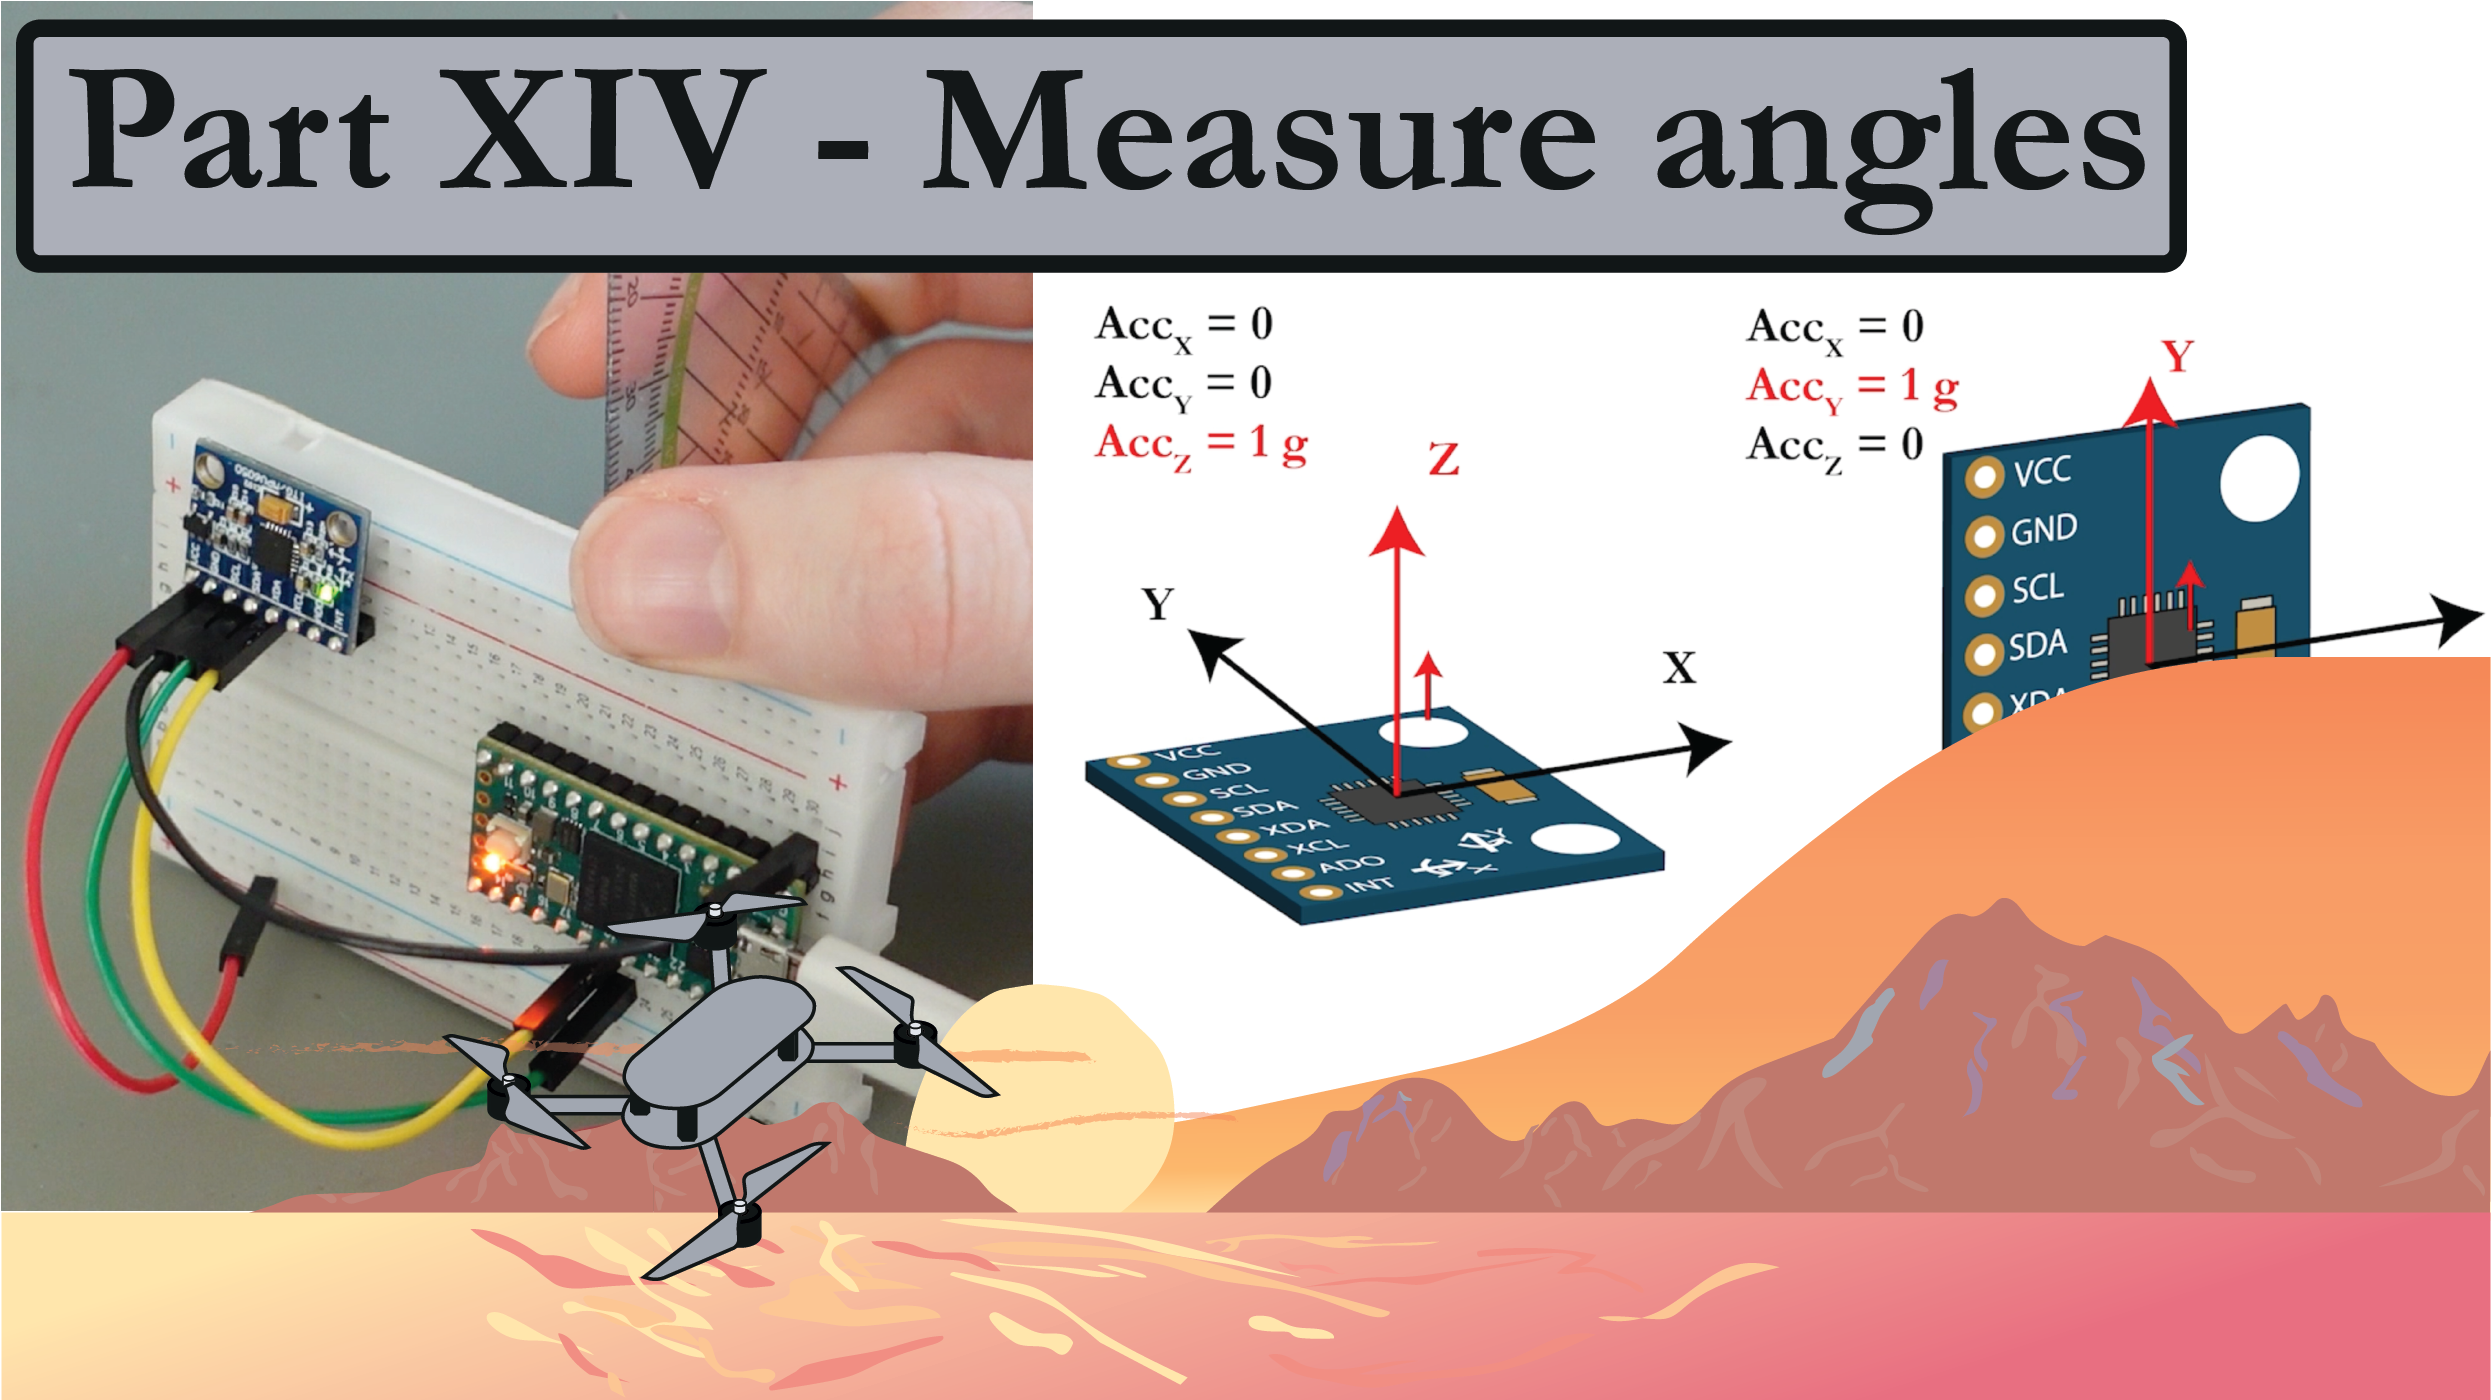 Part XIV - Measure angles
Acc_X = 0
Acc_Y = 0
Acc_Z = 1 g
Z
Y
X
VCC
GND
SCL
SDA
XDA
XCL
ADO
INT
Y
X
Acc_X = 0
Acc_Y = 1 g
Acc_Z = 0
Y
VCC
GND
SCL
SDA
XDA